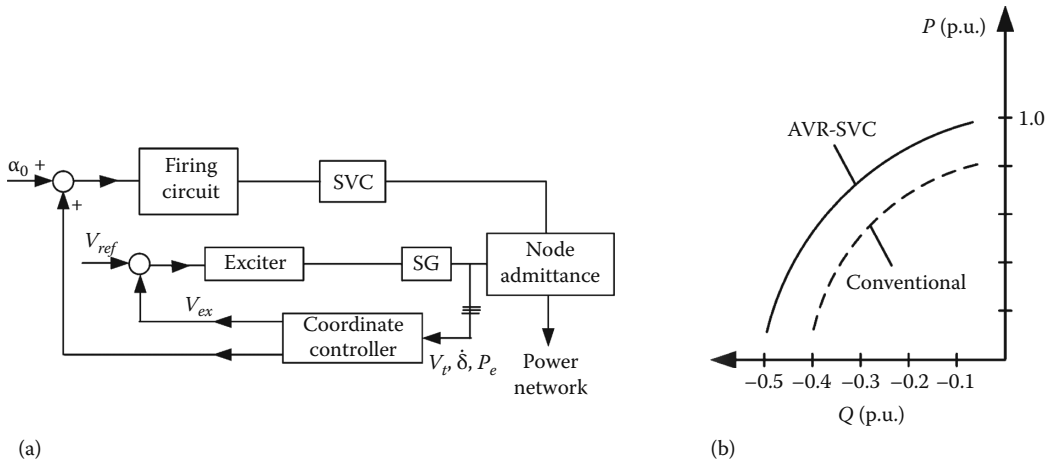 α0 +
+
Firing
circuit
SVC
Vref
Exciter
SG
Node
admittance
Vex
Coordinate
controller
Vt, δ̇, Pe
Power
network
(a)
P (p.u.)
1.0
AVR-SVC
Conventional
–0.5 –0.4 –0.3 –0.2 –0.1
Q (p.u.)
(b)